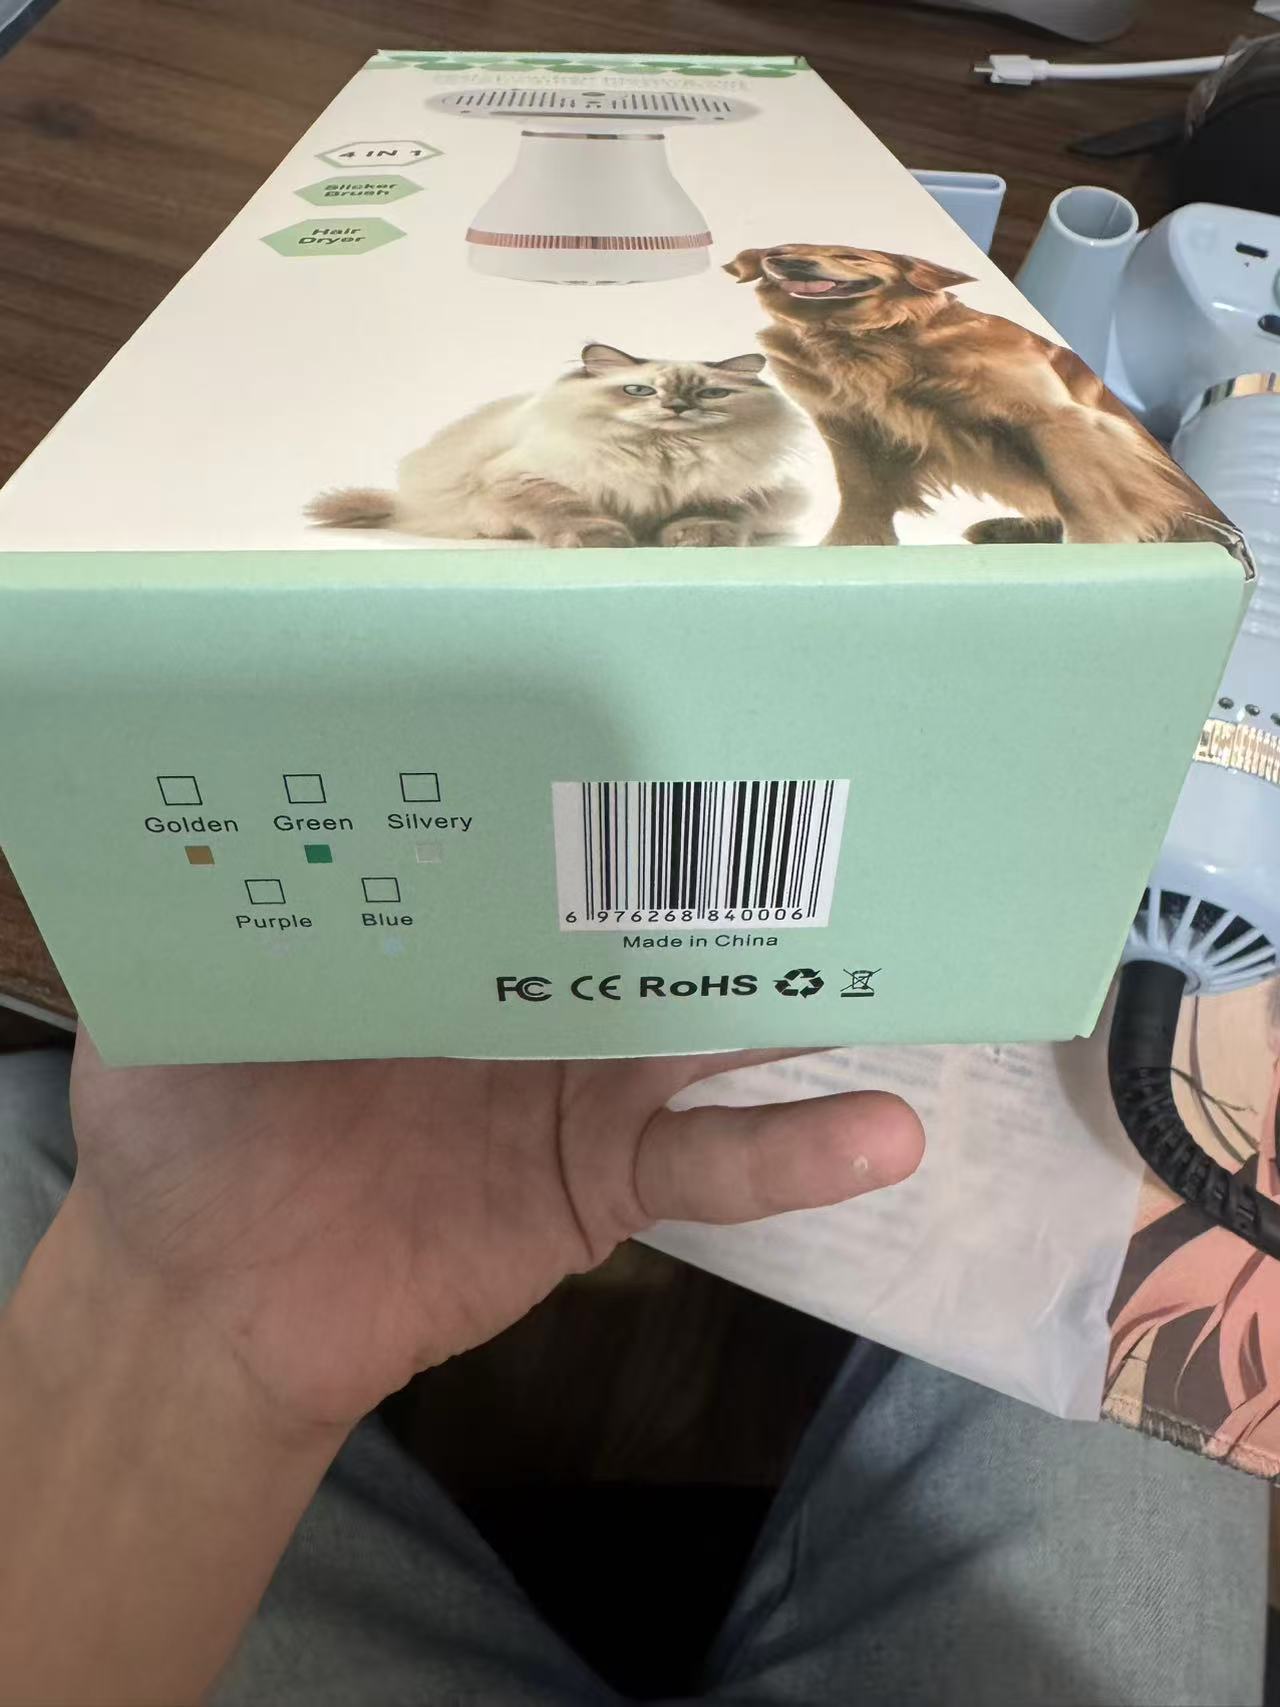 4 IN 1
Slicker
Brush
Hair
Dryer
Golden Green Silvery
Purple Blue
6 976268 840006
Made in China
FC CE RoHS